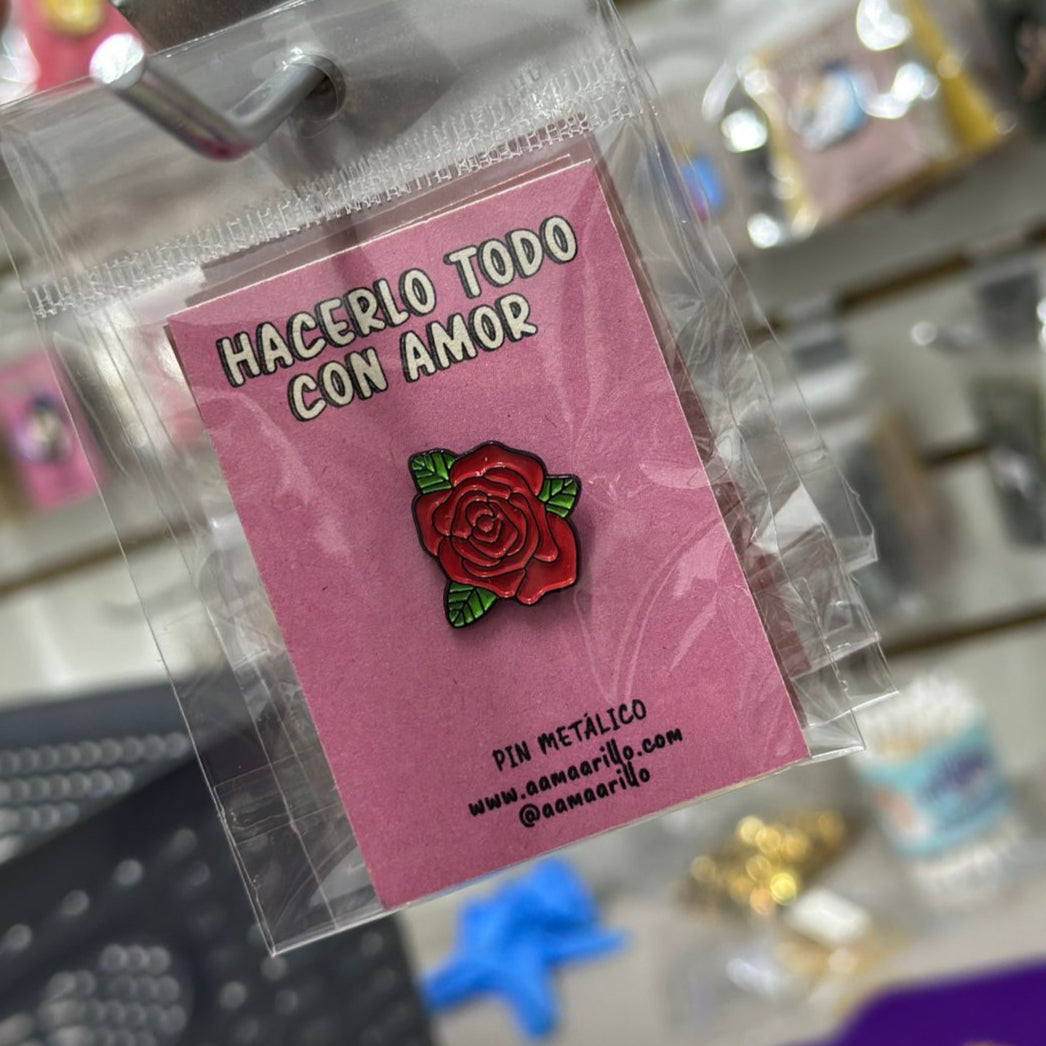 HACERLO TODO
CON AMOR
PIN METÁLICO
www.aamaarillo.com
@aamaarillo